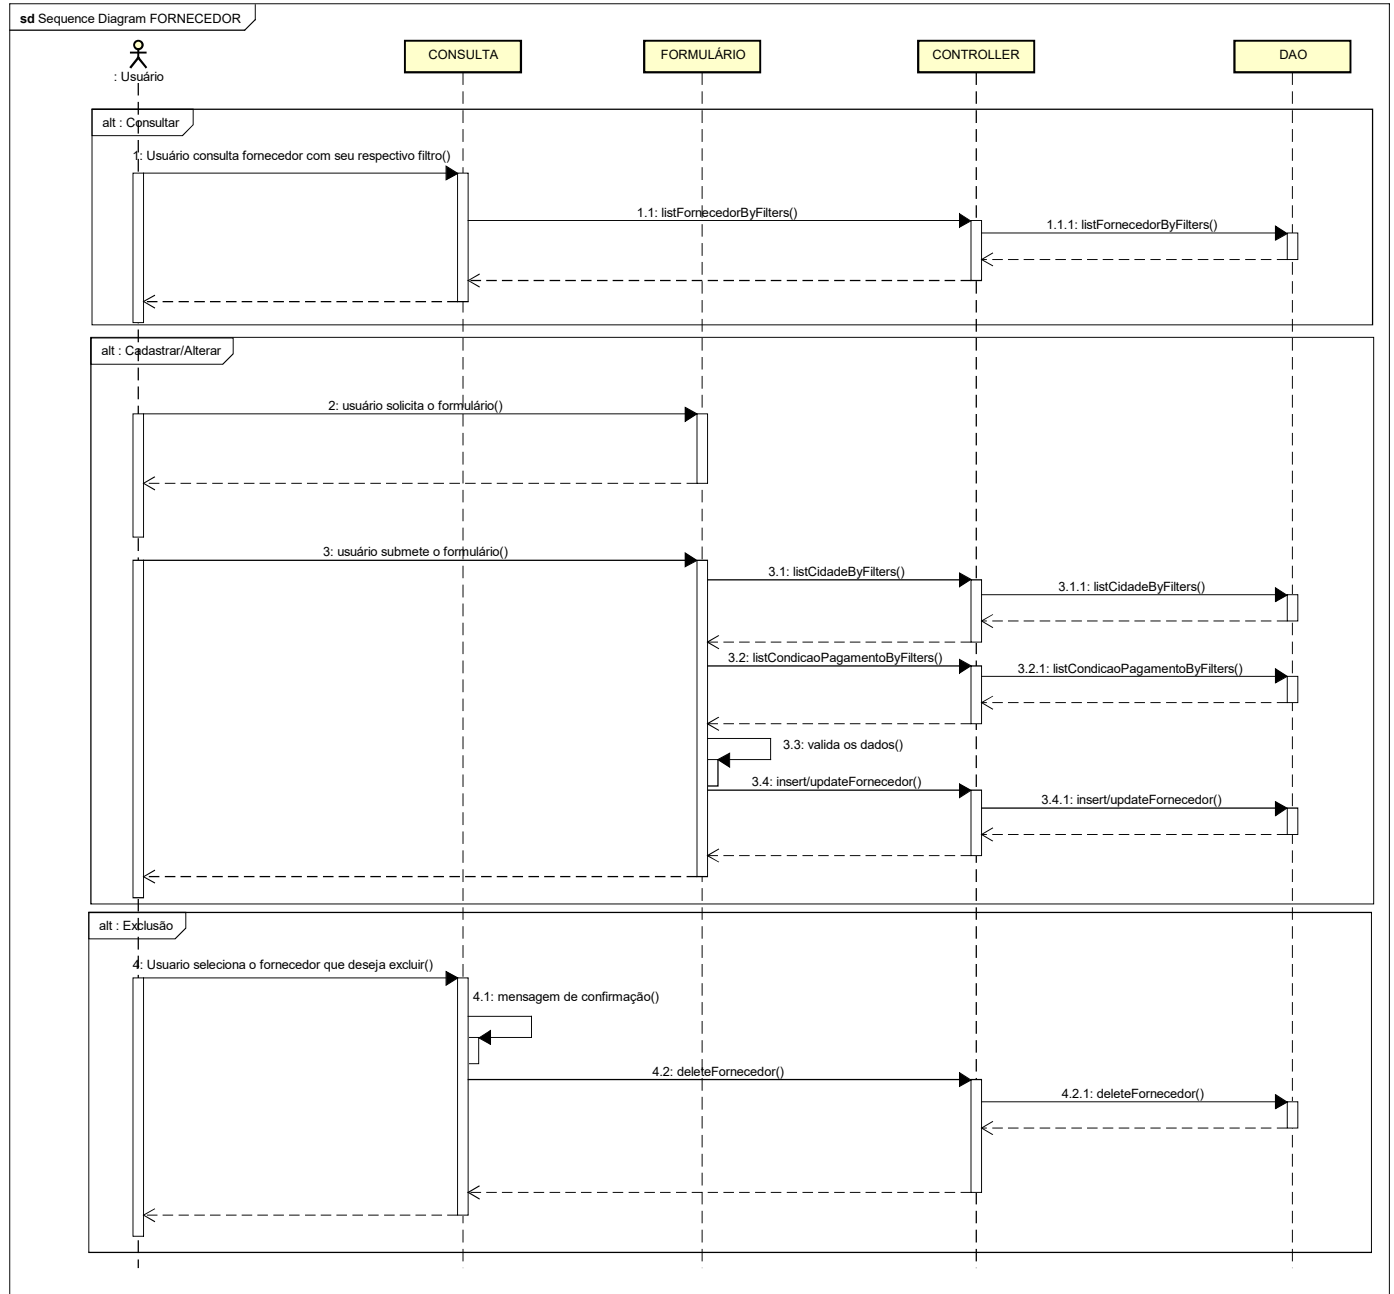 sd Sequence Diagram FORNECEDOR
: Usuário
CONSULTA
FORMULÁRIO
CONTROLLER
DAO
alt : Consultar
1: Usuário consulta fornecedor com seu respectivo filtro()
1.1: listFornecedorByFilters()
1.1.1: listFornecedorByFilters()
alt : Cadastrar/Alterar
2: usuário solicita o formulário()
3: usuário submete o formulário()
3.1: listCidadeByFilters()
3.1.1: listCidadeByFilters()
3.2: listCondicaoPagamentoByFilters()
3.2.1: listCondicaoPagamentoByFilters()
3.3: valida os dados()
3.4: insert/updateFornecedor()
3.4.1: insert/updateFornecedor()
alt : Exclusão
4: Usuario seleciona o fornecedor que deseja excluir()
4.1: mensagem de confirmação()
4.2: deleteFornecedor()
4.2.1: deleteFornecedor()